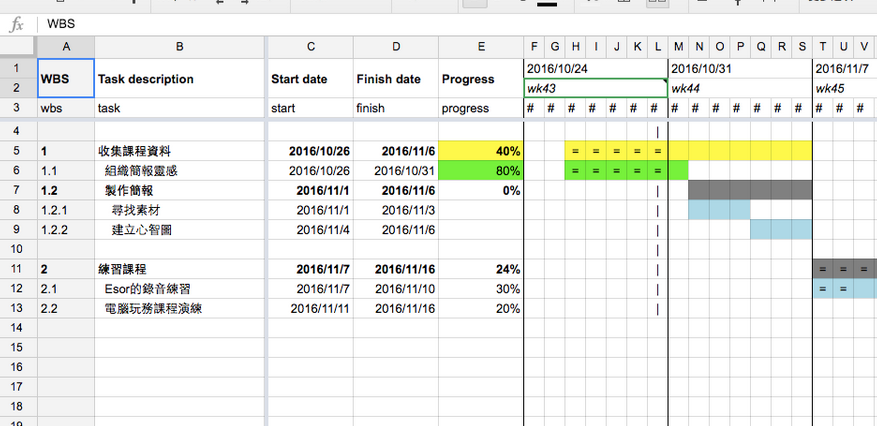 fx WBS
A B C D E F G H I J K L M N O P Q R S T U V
1 WBS Task description Start date Finish date Progress 2016/10/24 2016/10/31 2016/11/7
2 wk43 wk44 wk45
3 wbs task start finish progress # # # # # # # # # # # # # # # # #
4 |
5 1 收集課程資料 2016/10/26 2016/11/6 40% = = = = =
6 1.1 組織簡報靈感 2016/10/26 2016/10/31 80% = = = = =
7 1.2 製作簡報 2016/11/1 2016/11/6 0% |
8 1.2.1 尋找素材 2016/11/1 2016/11/3 |
9 1.2.2 建立心智圖 2016/11/4 2016/11/6 |
10 |
11 2 練習課程 2016/11/7 2016/11/16 24% | = = =
12 2.1 Esor的錄音練習 2016/11/7 2016/11/10 30% | = =
13 2.2 電腦玩物課程演練 2016/11/11 2016/11/16 20% |
14
15
16
17
18
19